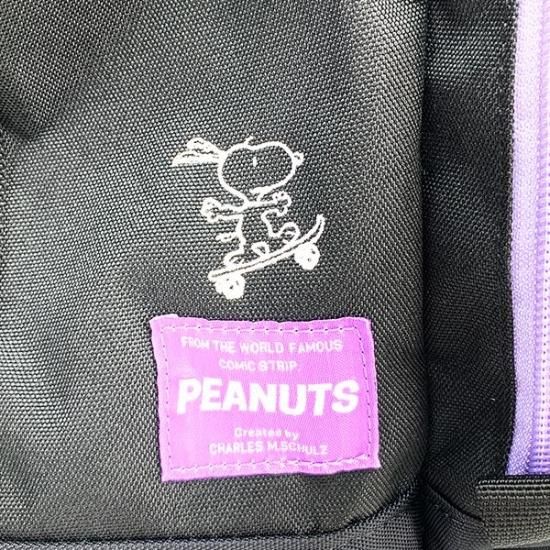 FROM THE WORLD FAMOUS
COMIC STRIP.
PEANUTS
Created by
CHARLES M.SCHULZ